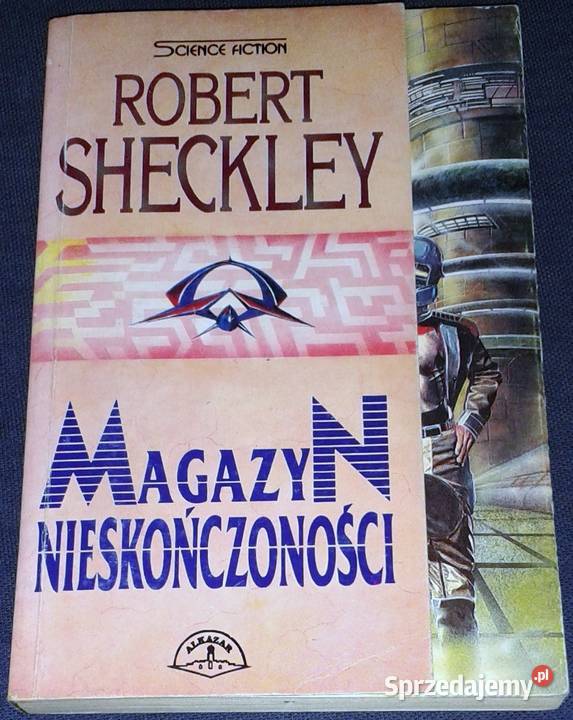 SCIENCE FICTION
ROBERT
SHECKLEY
MAGAZYN
NIESKOŃCZONOŚCI
ALKAZAR
Sprzedajemy.pl